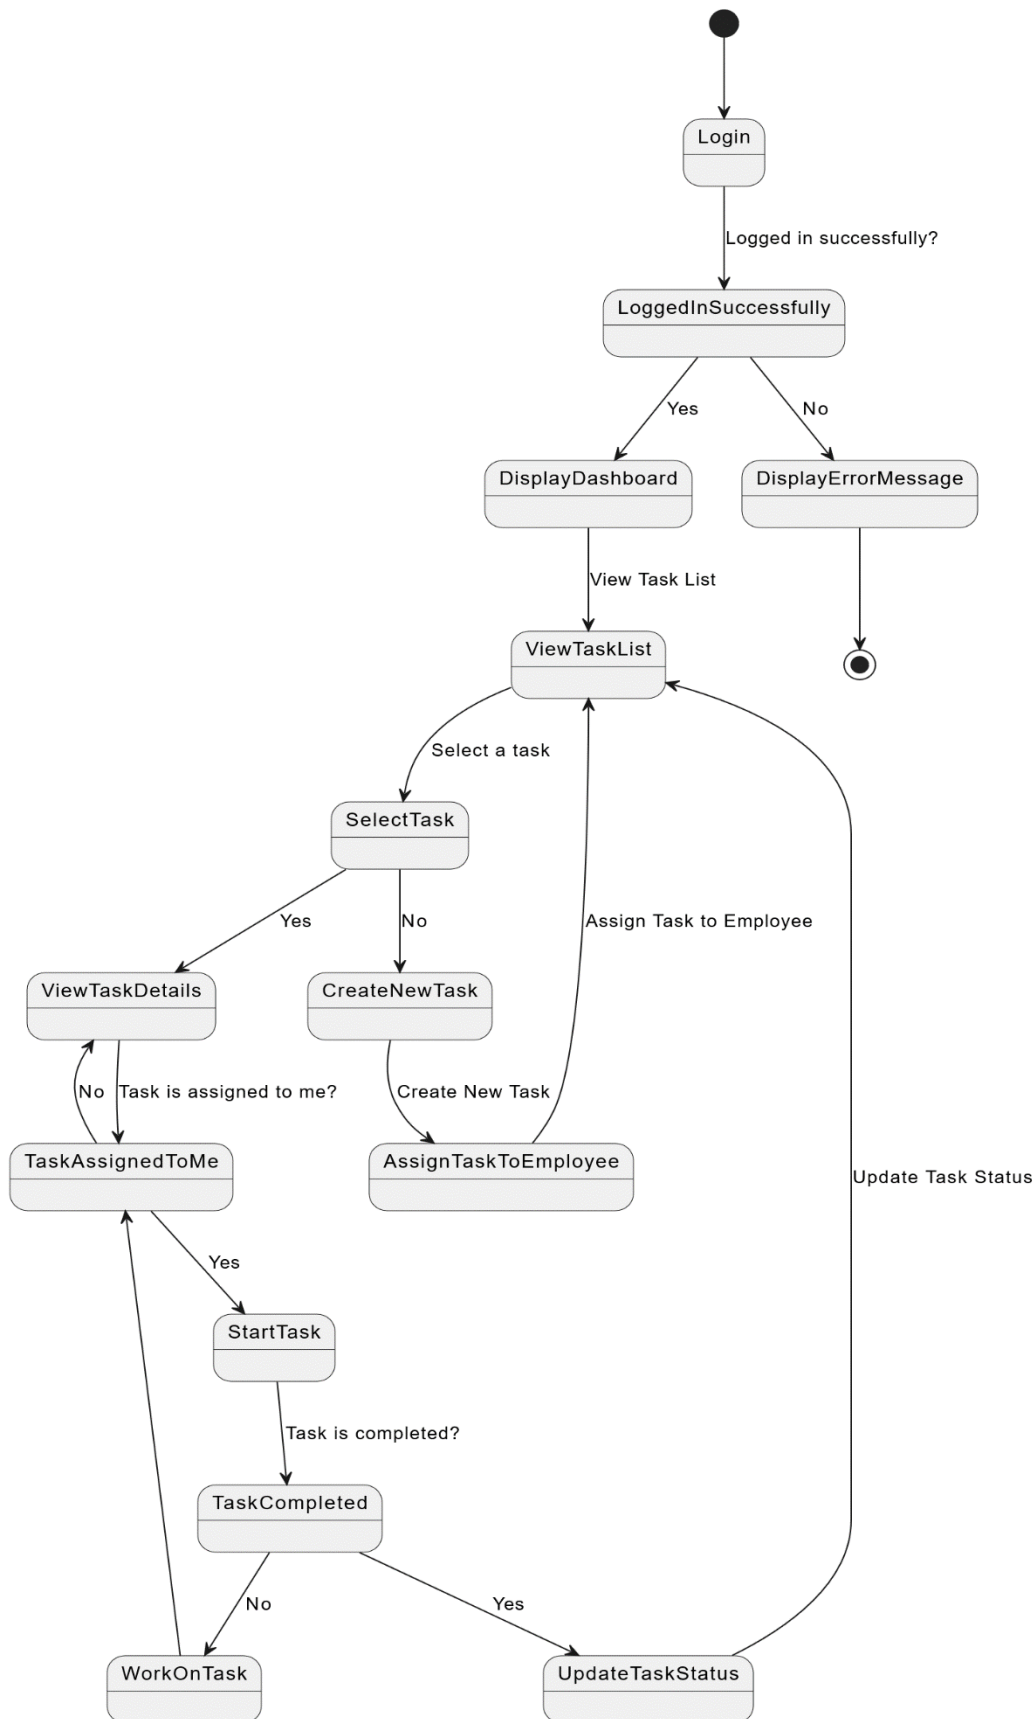 Login
Logged in successfully?
LoggedInSuccessfully
Yes
No
DisplayDashboard
DisplayErrorMessage
View Task List
ViewTaskList
Select a task
SelectTask
Yes
No
Assign Task to Employee
ViewTaskDetails
CreateNewTask
No
Task is assigned to me?
Create New Task
TaskAssignedToMe
AssignTaskToEmployee
Update Task Status
Yes
StartTask
Task is completed?
TaskCompleted
No
Yes
WorkOnTask
UpdateTaskStatus